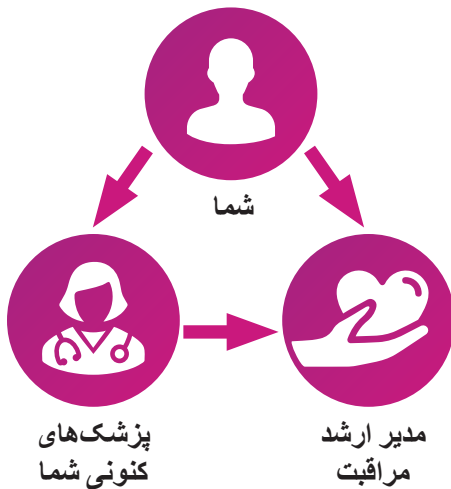 شما
پزشک‌های
کنونی شما
مدیر ارشد
مراقبت